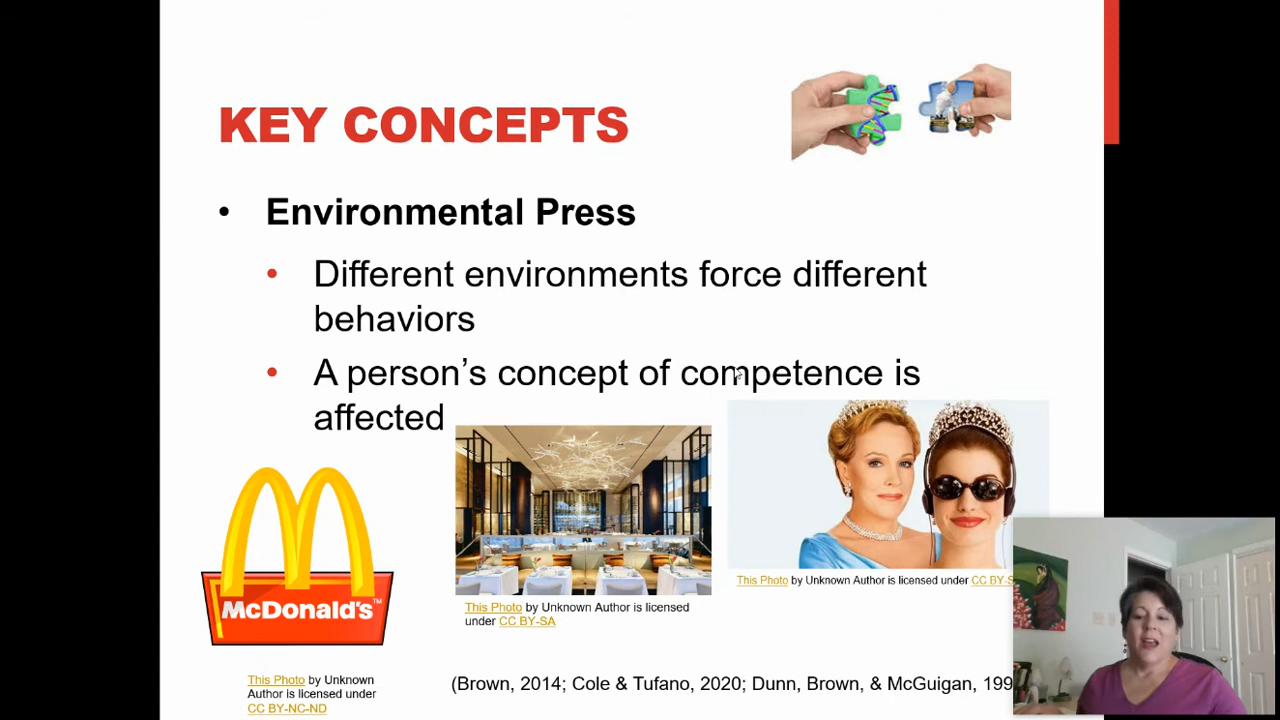 KEY CONCEPTS
• Environmental Press
• Different environments force different
behaviors
• A person’s concept of competence is
affected
McDonald's™
This Photo by Unknown
Author is licensed under
CC BY-NC-ND
This Photo by Unknown Author is licensed
under CC BY-SA
This Photo by Unknown Author is licensed under CC BY-S
(Brown, 2014; Cole & Tufano, 2020; Dunn, Brown, & McGuigan, 199